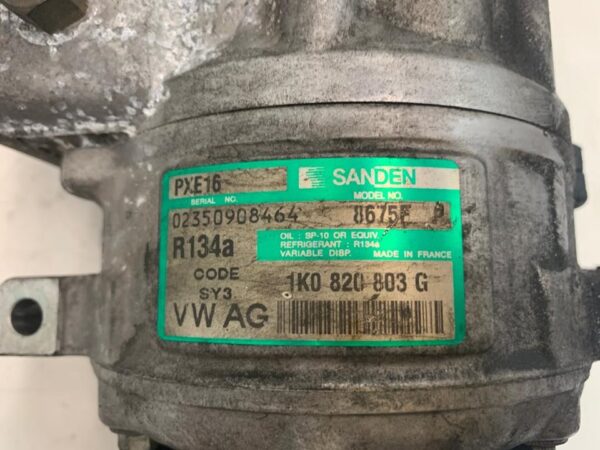 PXE16 SANDEN
SERIAL NO. MODEL NO.
02350908464 8675E P
R134a
OIL : SP-10 OR EQUIV.
REFRIGERANT : R134a
VARIABLE DISP. MADE IN FRANCE
CODE
SY3
1K0 820 803 G
VW AG